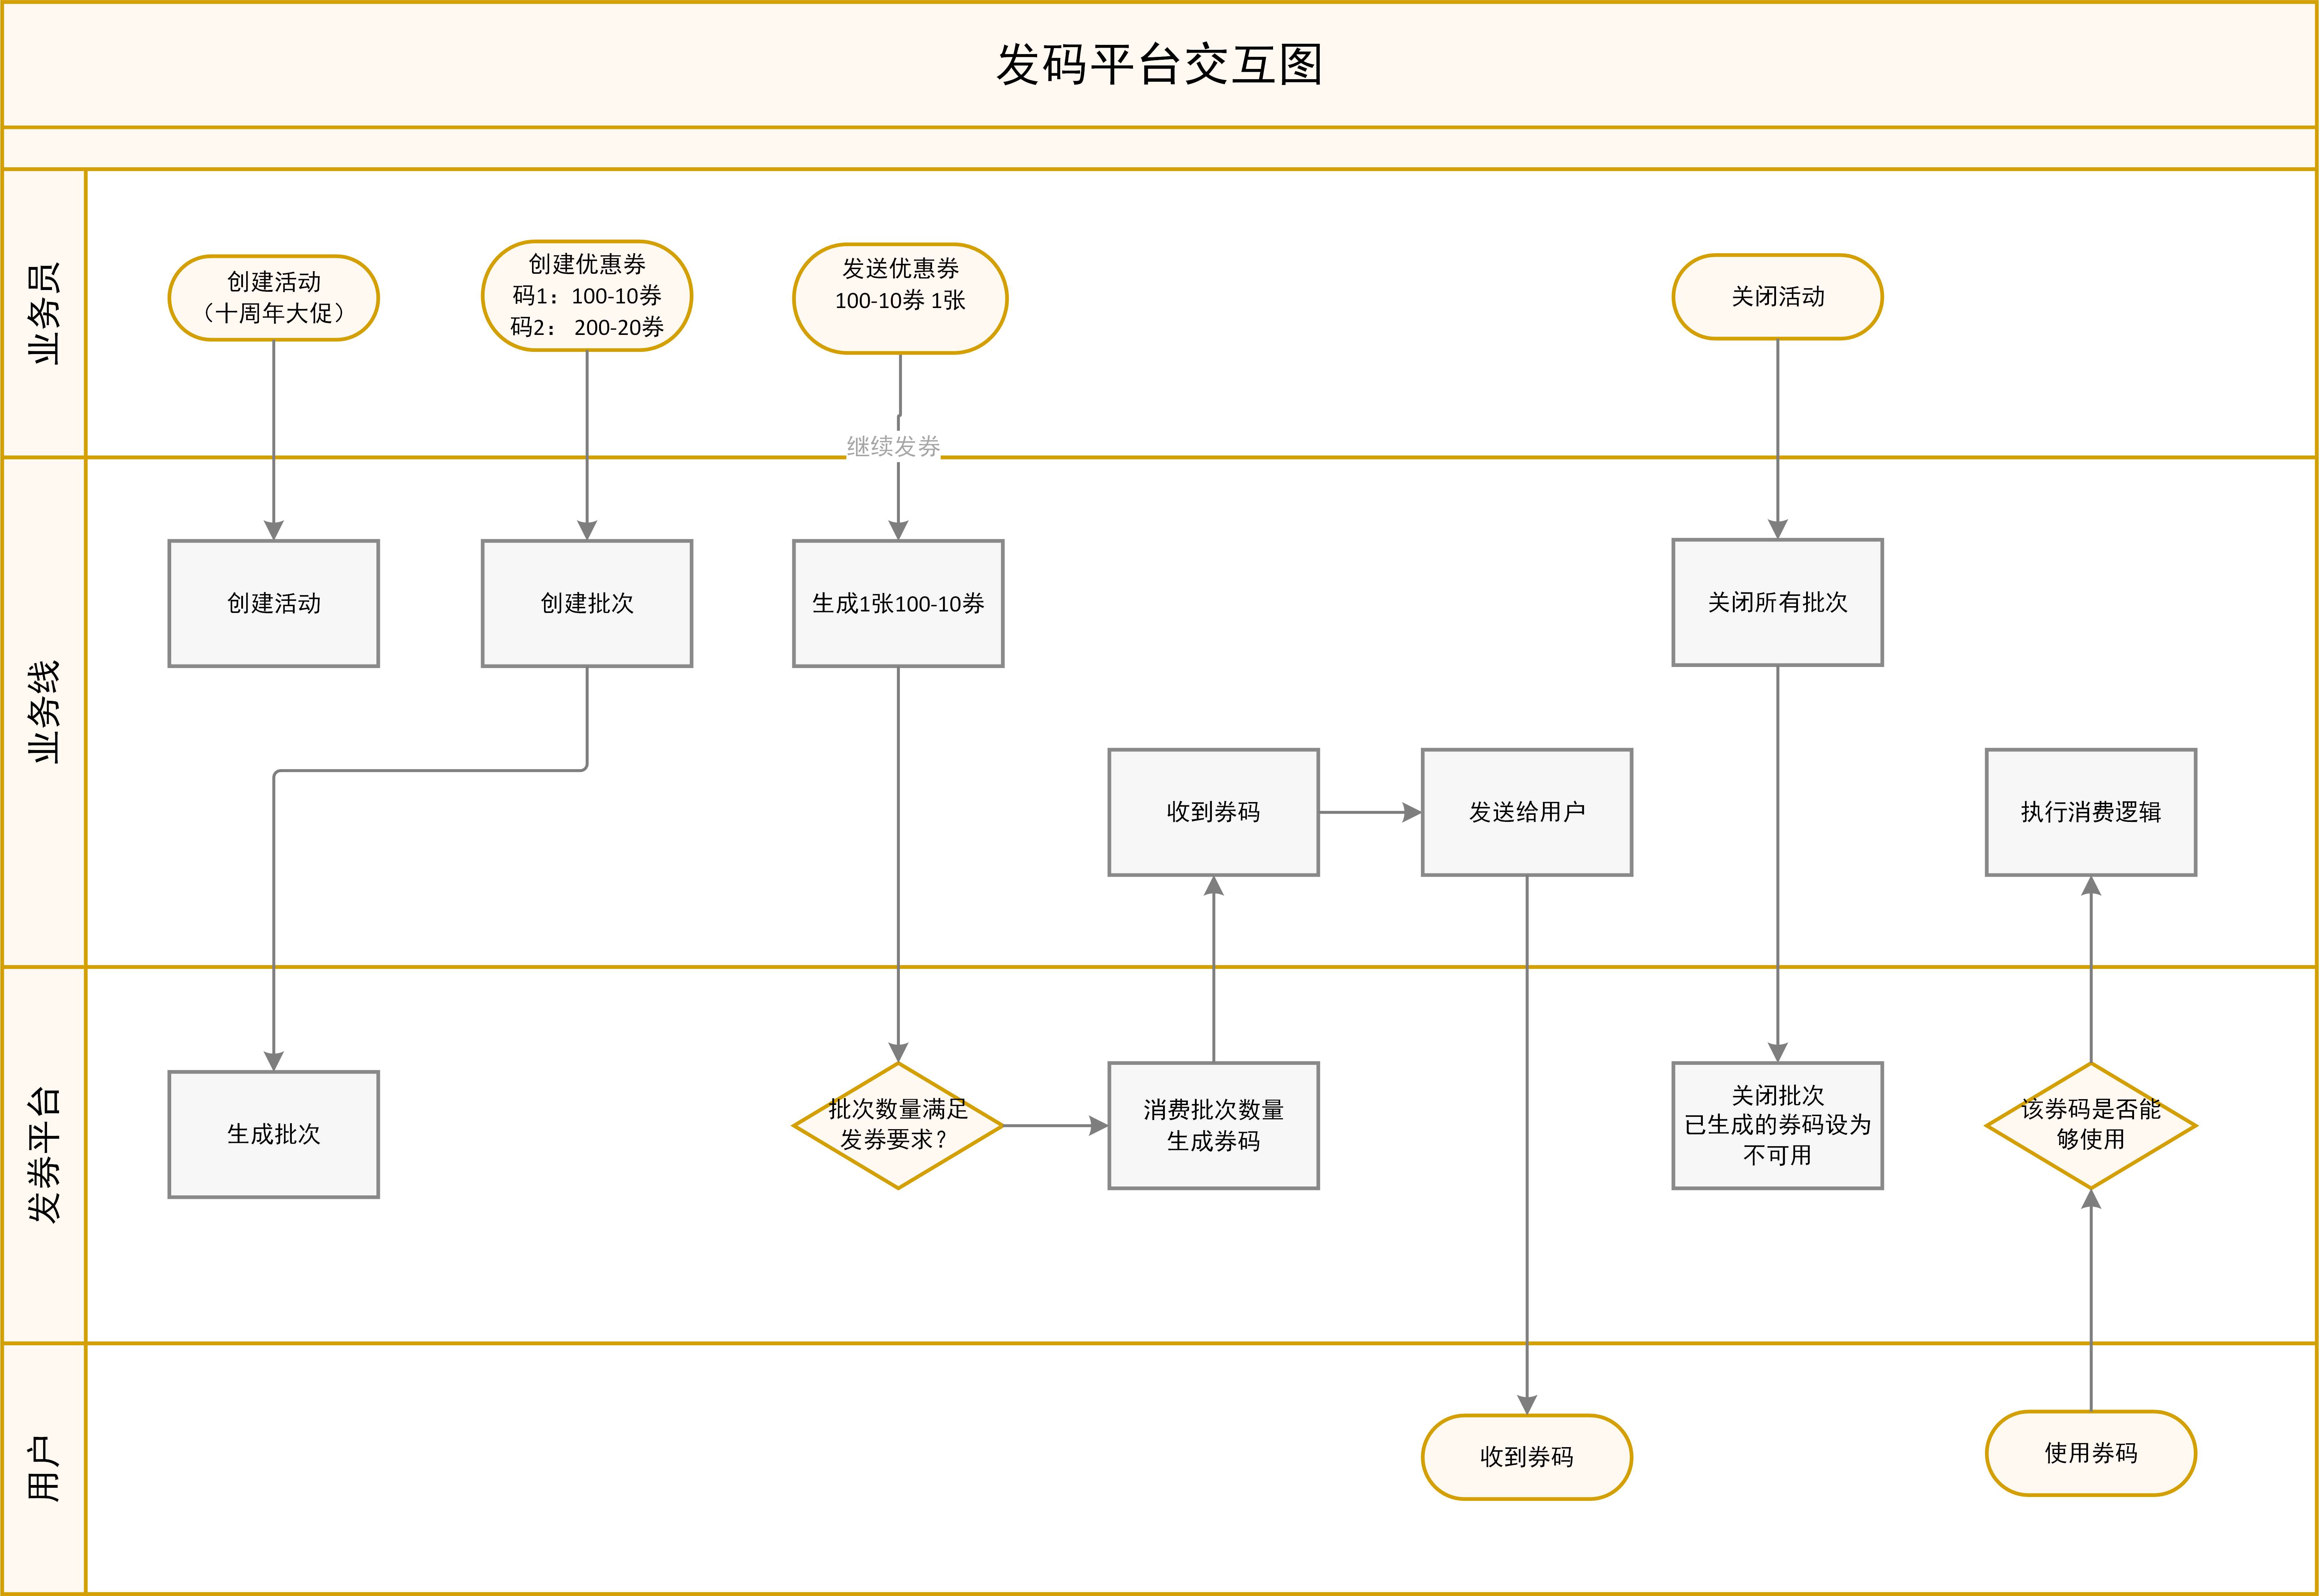 发码平台交互图
业务员
创建活动
（十周年大促）
创建优惠券
码1：100-10券
码2： 200-20券
发送优惠券
100-10券 1张
关闭活动
继续发券
业务线
创建活动
创建批次
生成1张100-10券
关闭所有批次
收到券码
发送给用户
执行消费逻辑
发券平台
生成批次
批次数量满足
发券要求？
消费批次数量
生成券码
关闭批次
已生成的券码设为
不可用
该券码是否能
够使用
用户
收到券码
使用券码